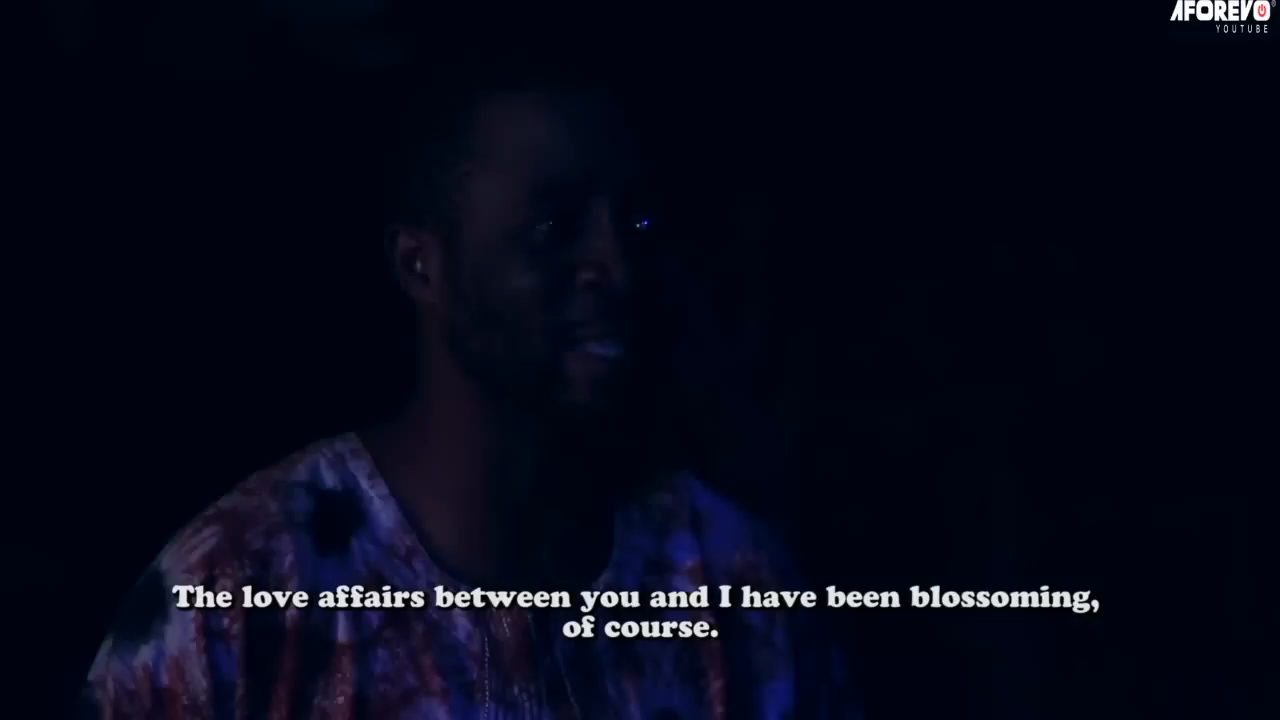 AFOREVO
YOUTUBE
The love affairs between you and I have been blossoming,
of course.